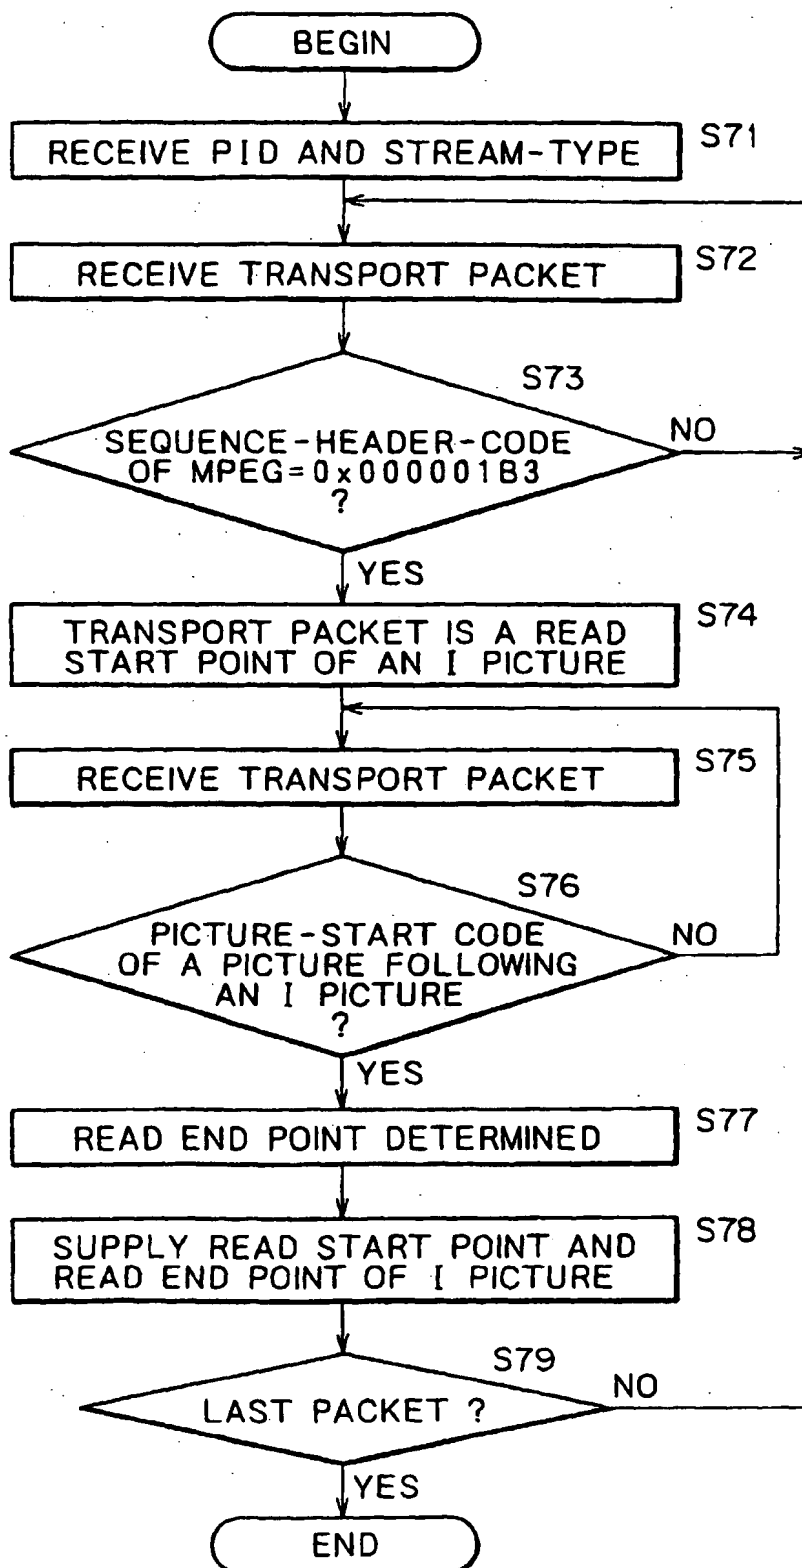 BEGIN
RECEIVE PID AND STREAM-TYPE
S71
RECEIVE TRANSPORT PACKET
S72
S73
SEQUENCE-HEADER-CODE
OF MPEG=0x000001B3
?
NO
YES
TRANSPORT PACKET IS A READ
START POINT OF AN I PICTURE
S74
RECEIVE TRANSPORT PACKET
S75
S76
PICTURE-START CODE
OF A PICTURE FOLLOWING
AN I PICTURE
?
NO
YES
READ END POINT DETERMINED
S77
SUPPLY READ START POINT AND
READ END POINT OF I PICTURE
S78
S79
LAST PACKET ?
NO
YES
END